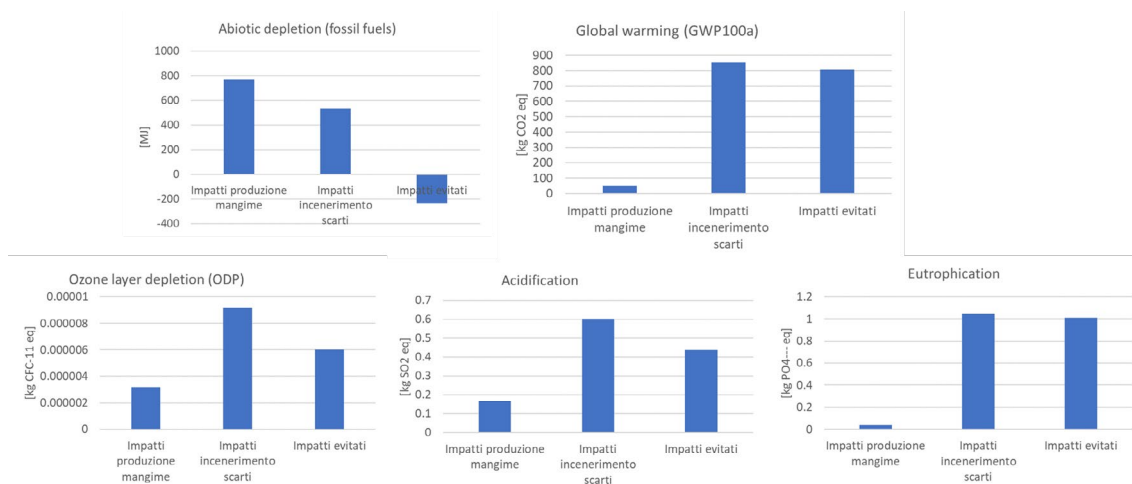 Abiotic depletion (fossil fuels)
1000
800
600
400
200
0
-200
-400
[MJ]
Impatti produzione
mangime
Impatti
incenerimento
scarti
Impatti evitati
Global warming (GWP100a)
900
800
700
600
500
400
300
200
100
0
[kg CO2 eq]
Impatti produzione
mangime
Impatti
incenerimento
scarti
Impatti evitati
Ozone layer depletion (ODP)
0.00001
0.000008
0.000006
0.000004
0.000002
0
[kg CFC-11 eq]
Impatti
produzione
mangime
Impatti
incenerimento
scarti
Impatti evitati
Acidification
0.7
0.6
0.5
0.4
0.3
0.2
0.1
0
[kg SO2 eq]
Impatti produzione
mangime
Impatti
incenerimento
scarti
Impatti evitati
Eutrophication
1.2
1
0.8
0.6
0.4
0.2
0
[kg PO4--- eq]
Impatti produzione
mangime
Impatti
incenerimento
scarti
Impatti evitati